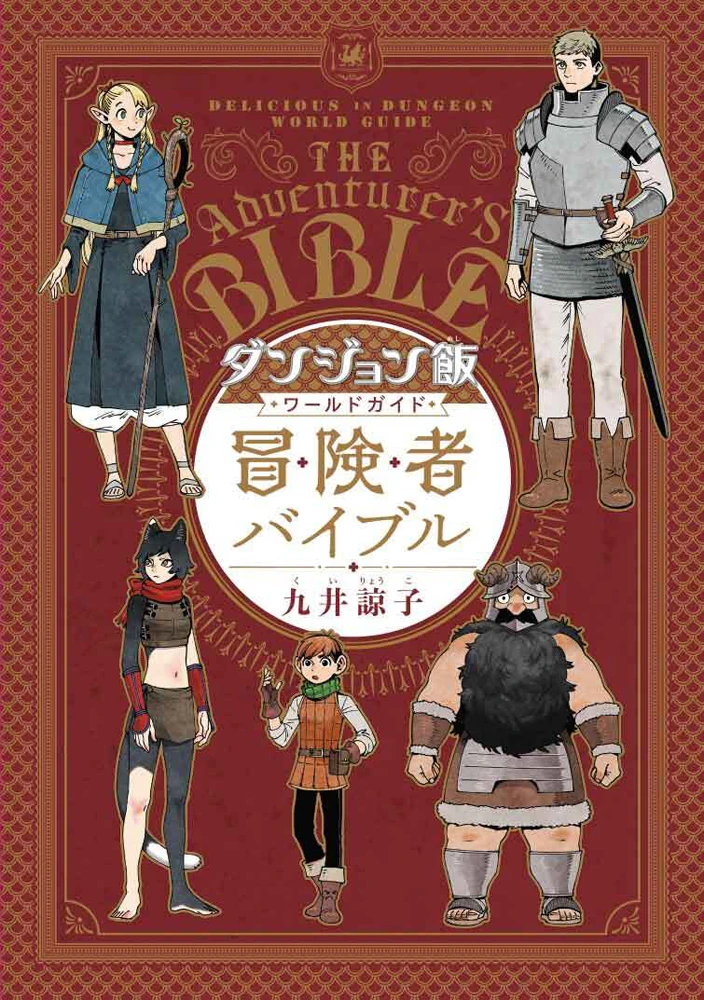 DELICIOUS IN DUNGEON
WORLD GUIDE
THE
Adventurer's
BIBLE
ダンジョン飯
ワールドガイド
冒険者
バイブル
く い りょう こ
九井諒子